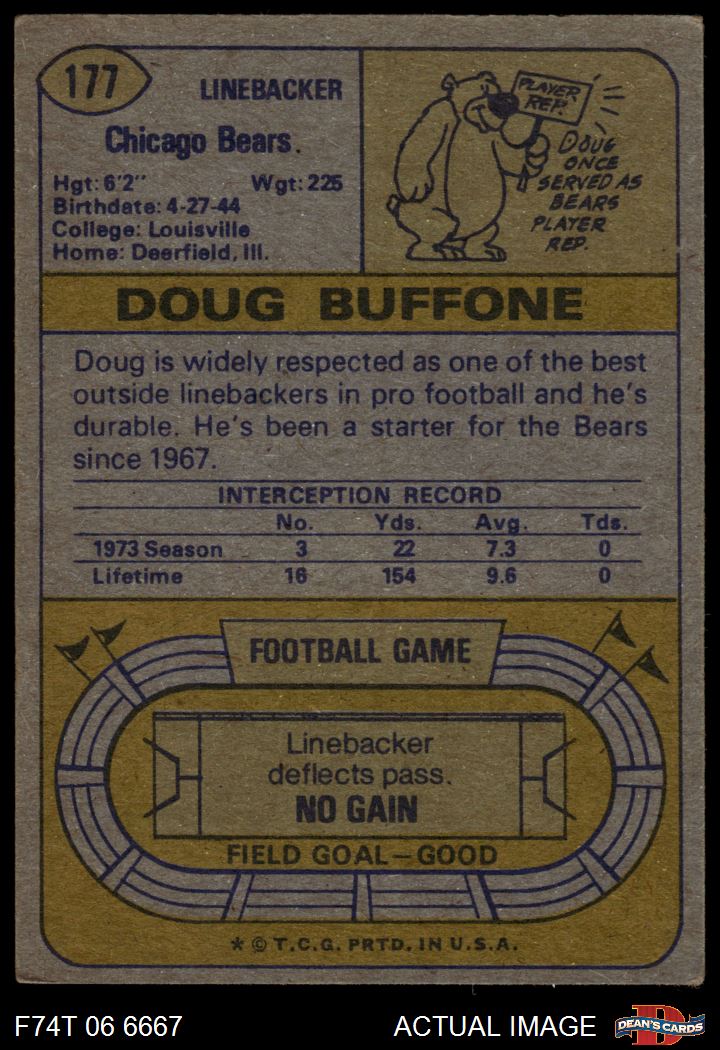 177
LINEBACKER
Chicago Bears.
Hgt: 6'2" Wgt: 225
Birthdate: 4-27-44
College: Louisville
Home: Deerfield, Ill.
PLAYER
REP.
DOUG
ONCE
SERVED AS
BEARS
PLAYER
REP.
DOUG BUFFONE
Doug is widely respected as one of the best
outside linebackers in pro football and he's
durable. He's been a starter for the Bears
since 1967.
INTERCEPTION RECORD
No. Yds. Avg. Tds.
1973 Season 3 22 7.3 0
Lifetime 16 154 9.6 0
FOOTBALL GAME
Linebacker
deflects pass.
NO GAIN
FIELD GOAL—GOOD
* © T.C.G. PRTD. IN U.S.A.
F74T 06 6667 ACTUAL IMAGE
D
DEAN'S CARDS